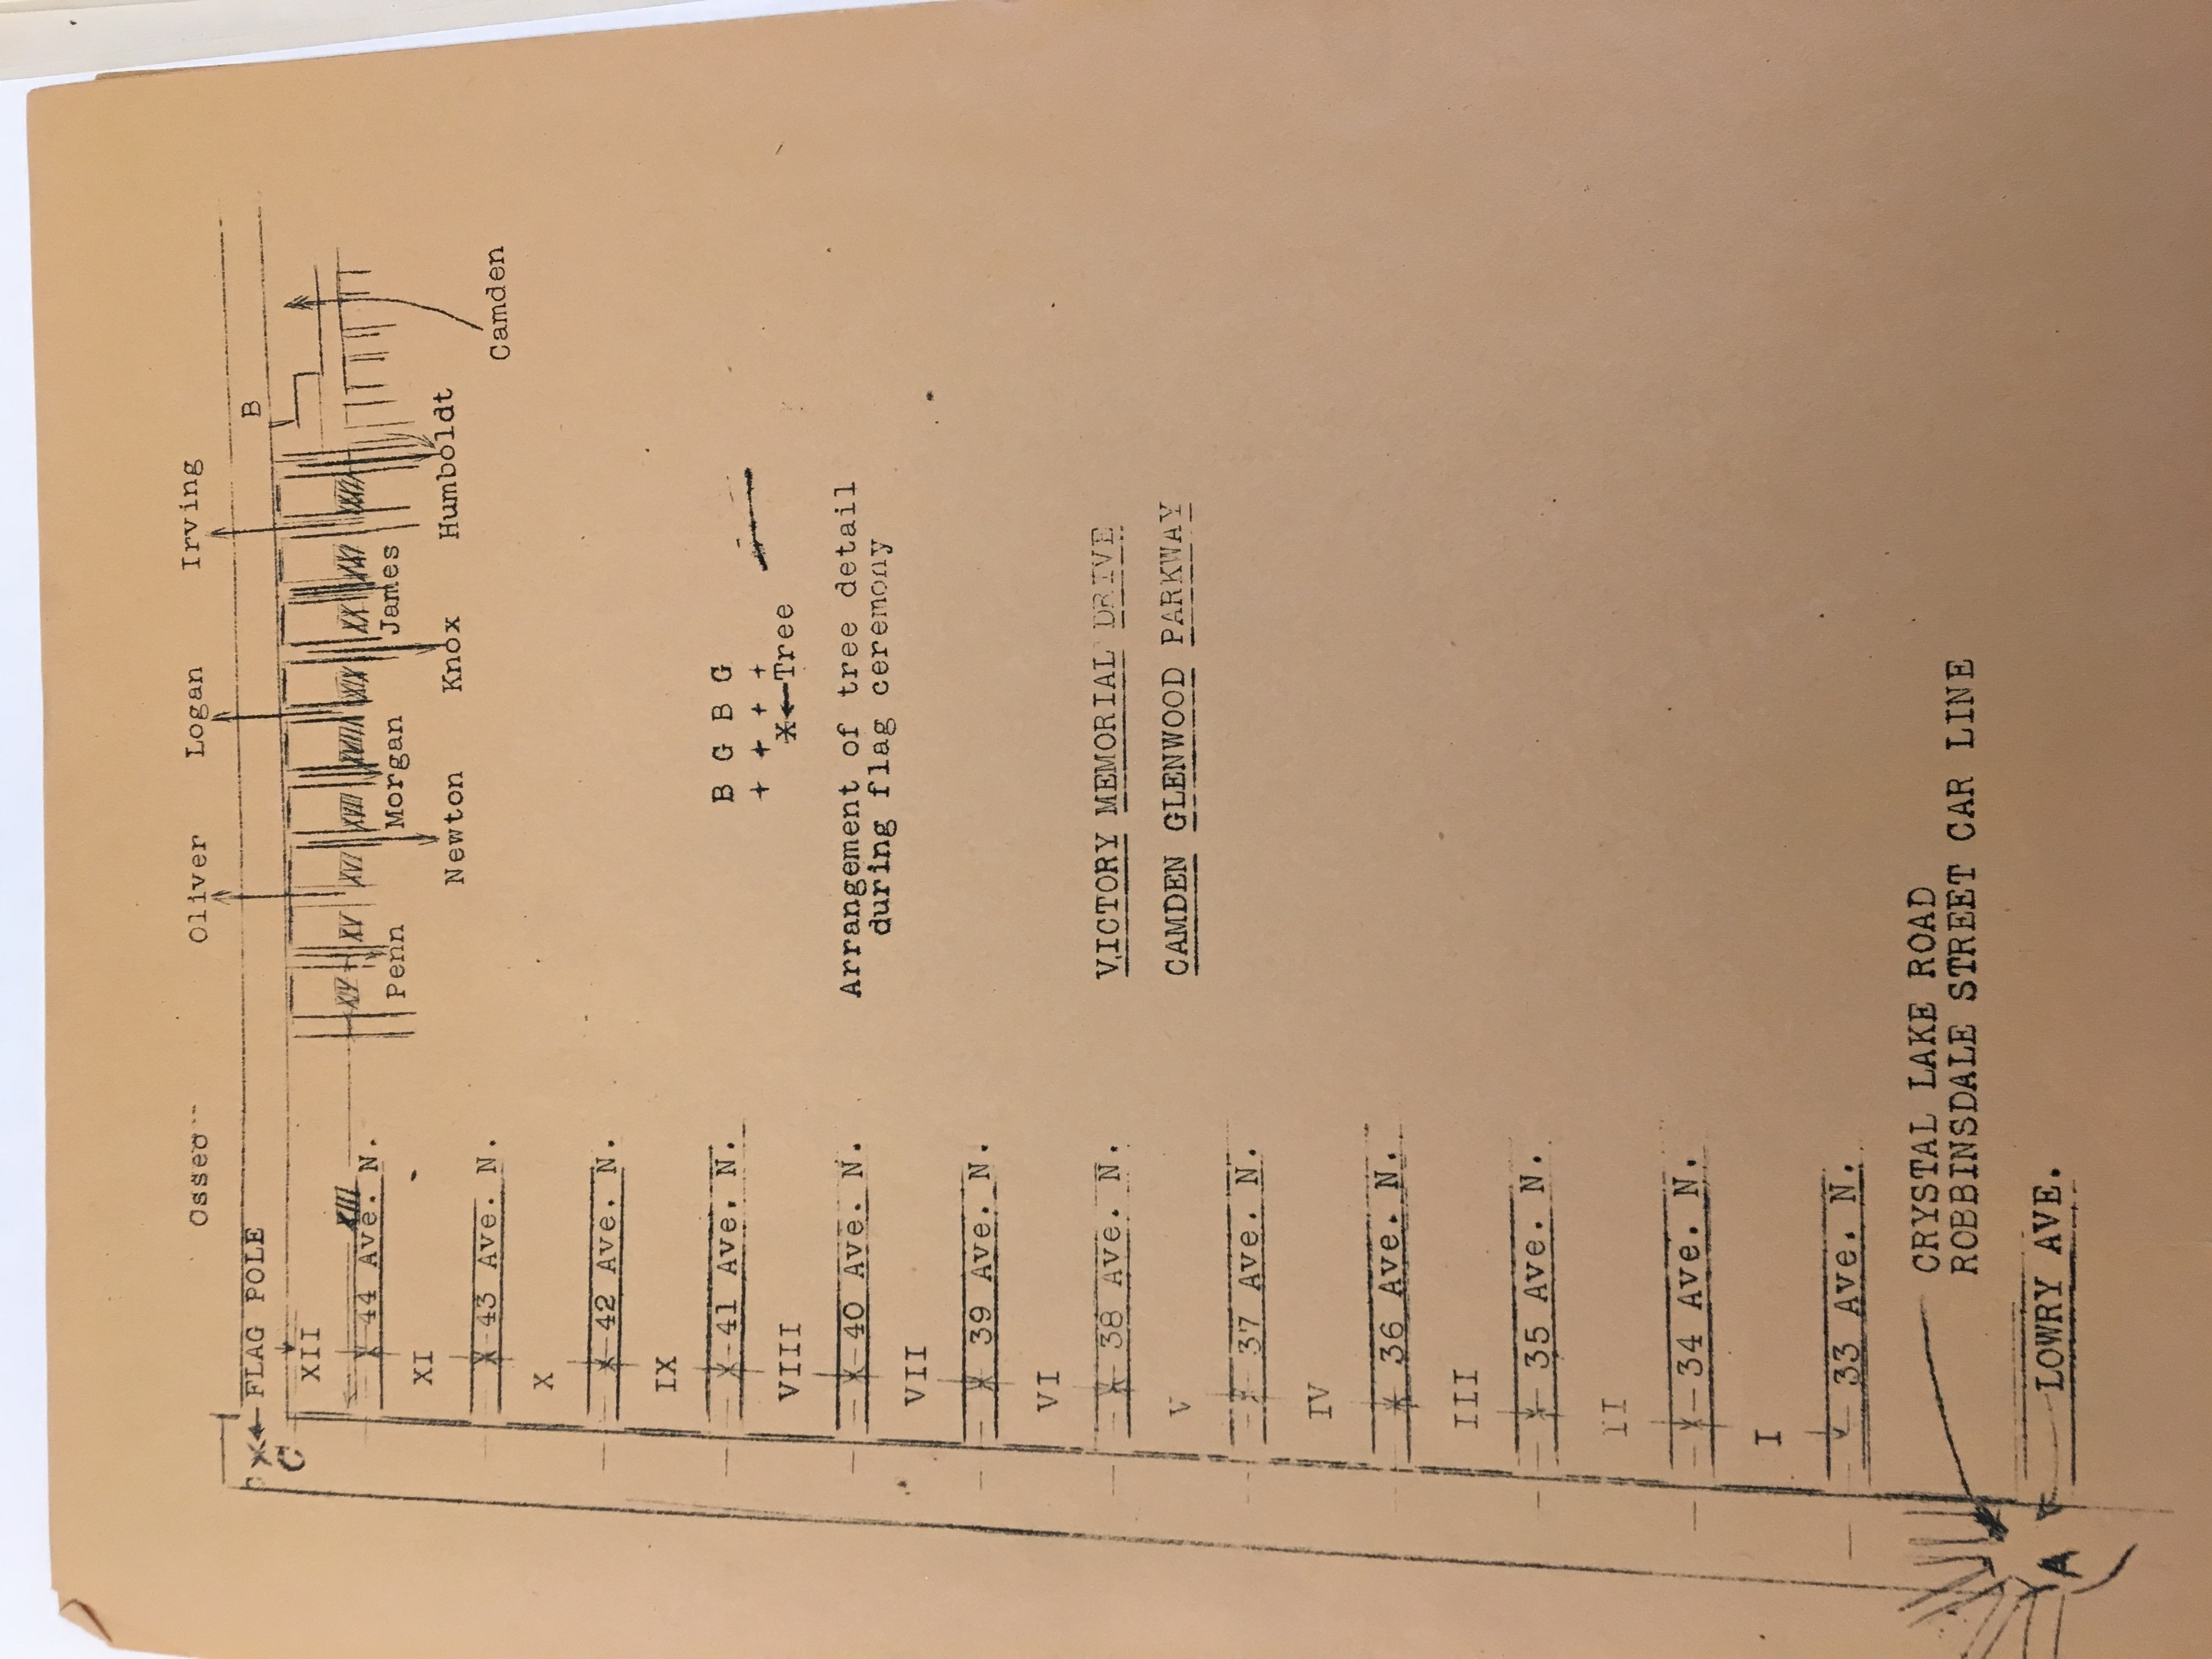 Osseo Oliver Logan Irving
FLAG POLE
B
C
XII
XIII XIV XV XVI XVII XVIII XIX XX XXI XXII
44 Ave. N.
Penn Morgan James
XI
Newton Knox Humboldt
43 Ave. N.
Camden
X
42 Ave. N.
IX
41 Ave. N.
B G B G
+ + + +
X←Tree
VIII
40 Ave. N.
Arrangement of tree detail
during flag ceremony
VII
39 Ave. N.
VI
38 Ave. N.
VICTORY MEMORIAL DRIVE
CAMDEN GLENWOOD PARKWAY
V
37 Ave. N.
IV
36 Ave. N.
III
35 Ave. N.
II
34 Ave. N.
I
33 Ave. N.
CRYSTAL LAKE ROAD
ROBBINSDALE STREET CAR LINE
A
LOWRY AVE.